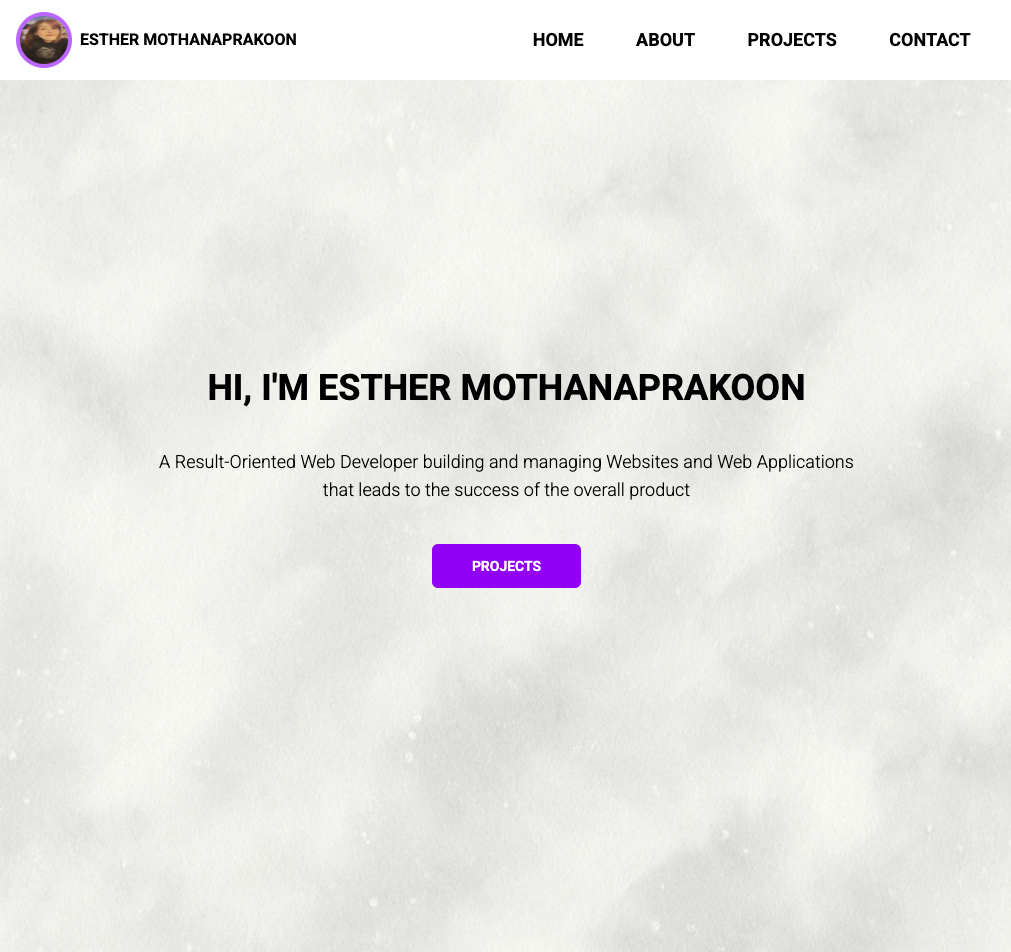 ESTHER MOTHANAPRAKOON
HOME
ABOUT
PROJECTS
CONTACT
HI, I'M ESTHER MOTHANAPRAKOON
A Result-Oriented Web Developer building and managing Websites and Web Applications
that leads to the success of the overall product
PROJECTS